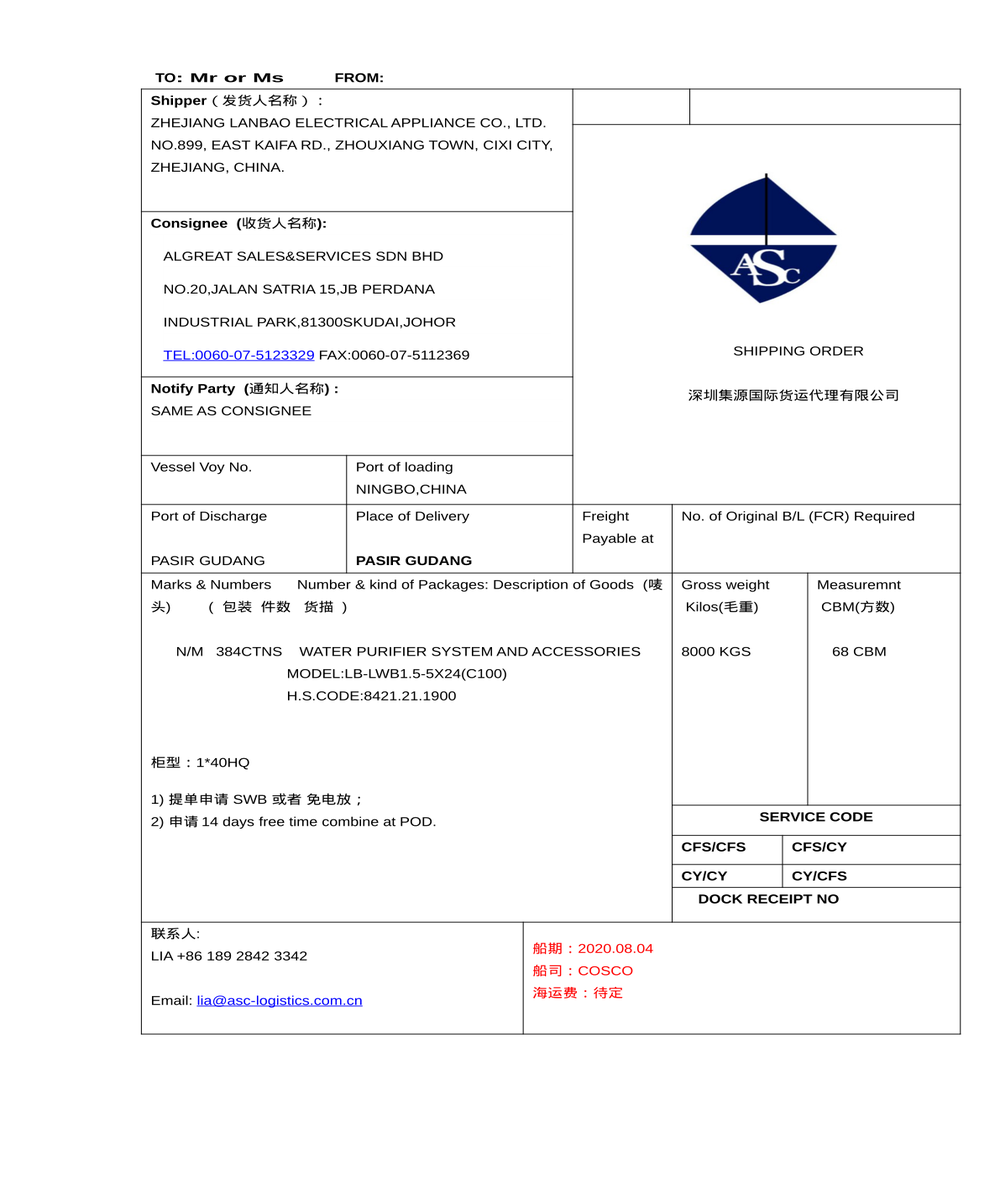 TO: Mr or Ms FROM:
Shipper（发货人名称）：
ZHEJIANG LANBAO ELECTRICAL APPLIANCE CO., LTD.
NO.899, EAST KAIFA RD., ZHOUXIANG TOWN, CIXI CITY,
ZHEJIANG, CHINA.
Consignee (收货人名称):
ALGREAT SALES&SERVICES SDN BHD
NO.20,JALAN SATRIA 15,JB PERDANA
INDUSTRIAL PARK,81300SKUDAI,JOHOR
TEL:0060-07-5123329 FAX:0060-07-5112369
ASC
SHIPPING ORDER
深圳集源国际货运代理有限公司
Notify Party (通知人名称) :
SAME AS CONSIGNEE
Vessel Voy No.
Port of loading
NINGBO,CHINA
Port of Discharge
PASIR GUDANG
Place of Delivery
PASIR GUDANG
Freight
Payable at
No. of Original B/L (FCR) Required
Marks & Numbers Number & kind of Packages: Description of Goods (唛
头) ( 包装 件数 货描 )
Gross weight
Kilos(毛重)
Measuremnt
CBM(方数)
N/M 384CTNS WATER PURIFIER SYSTEM AND ACCESSORIES
8000 KGS
68 CBM
MODEL:LB-LWB1.5-5X24(C100)
H.S.CODE:8421.21.1900
柜型：1*40HQ
1) 提单申请 SWB 或者 免电放；
2) 申请 14 days free time combine at POD.
SERVICE CODE
CFS/CFS CFS/CY
CY/CY CY/CFS
DOCK RECEIPT NO
联系人:
LIA +86 189 2842 3342
Email: lia@asc-logistics.com.cn
船期：2020.08.04
船司：COSCO
海运费：待定